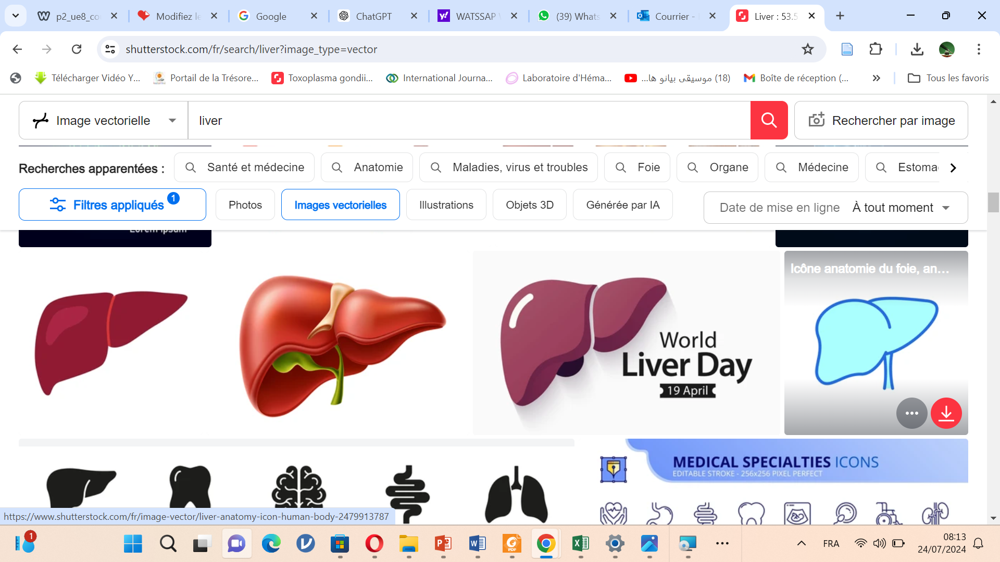 p2_ue8_co
Modifiez le
Google
ChatGPT
WATSSAP
(39) Whats
Courrier -
Liver : 53.5
shutterstock.com/fr/search/liver?image_type=vector
Télécharger Vidéo Y...
Portail de la Trésore...
Toxoplasma gondii...
International Journa...
Laboratoire d'Héma...
(18) موسيقى بيانو ها...
Boîte de réception (...
Tous les favoris
Image vectorielle
liver
Rechercher par image
Recherches apparentées :
Santé et médecine
Anatomie
Maladies, virus et troubles
Foie
Organe
Médecine
Estoma
Filtres appliqués 1
Photos
Images vectorielles
Illustrations
Objets 3D
Générée par IA
Date de mise en ligne À tout moment
Lorem ipsum
Icône anatomie du foie, an...
World
Liver Day
19 April
MEDICAL SPECIALTIES ICONS
EDITABLE STROKE - 256x256 PIXEL PERFECT
https://www.shutterstock.com/fr/image-vector/liver-anatomy-icon-human-body-2479913787
1
PDF
FRA
08:13
24/07/2024